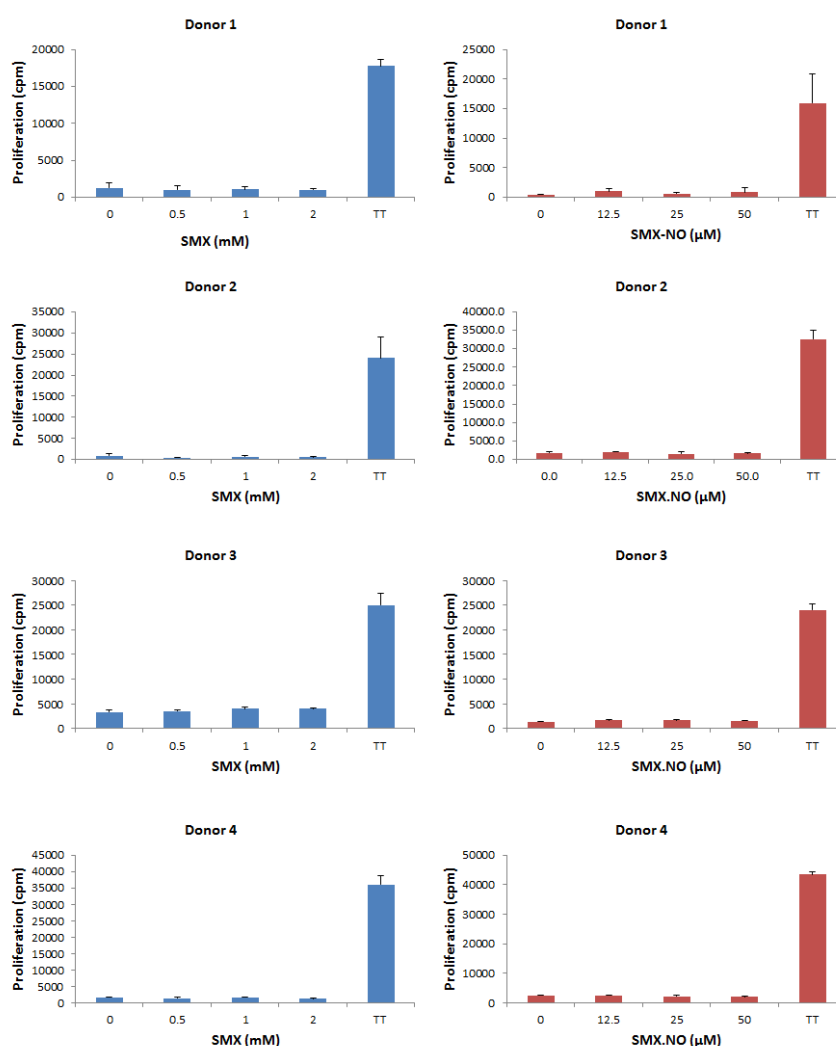 Donor 1
Proliferation (cpm)
20000
15000
10000
5000
0
0 0.5 1 2 TT
SMX (mM)
Donor 1
Proliferation (cpm)
25000
20000
15000
10000
5000
0
0 12.5 25 50 TT
SMX-NO (µM)
Donor 2
Proliferation (cpm)
35000
30000
25000
20000
15000
10000
5000
0
0 0.5 1 2 TT
SMX (mM)
Donor 2
Proliferation (cpm)
40000.0
35000.0
30000.0
25000.0
20000.0
15000.0
10000.0
5000.0
0.0
0.0 12.5 25.0 50.0 TT
SMX.NO (µM)
Donor 3
Proliferation (cpm)
30000
25000
20000
15000
10000
5000
0
0 0.5 1 2 TT
SMX (mM)
Donor 3
Proliferation (cpm)
30000
25000
20000
15000
10000
5000
0
0 12.5 25 50 TT
SMX.NO (µM)
Donor 4
Proliferation (cpm)
45000
40000
35000
30000
25000
20000
15000
10000
5000
0
0 0.5 1 2 TT
SMX (mM)
Donor 4
Proliferation (cpm)
50000
40000
30000
20000
10000
0
0 12.5 25 50 TT
SMX.NO (µM)